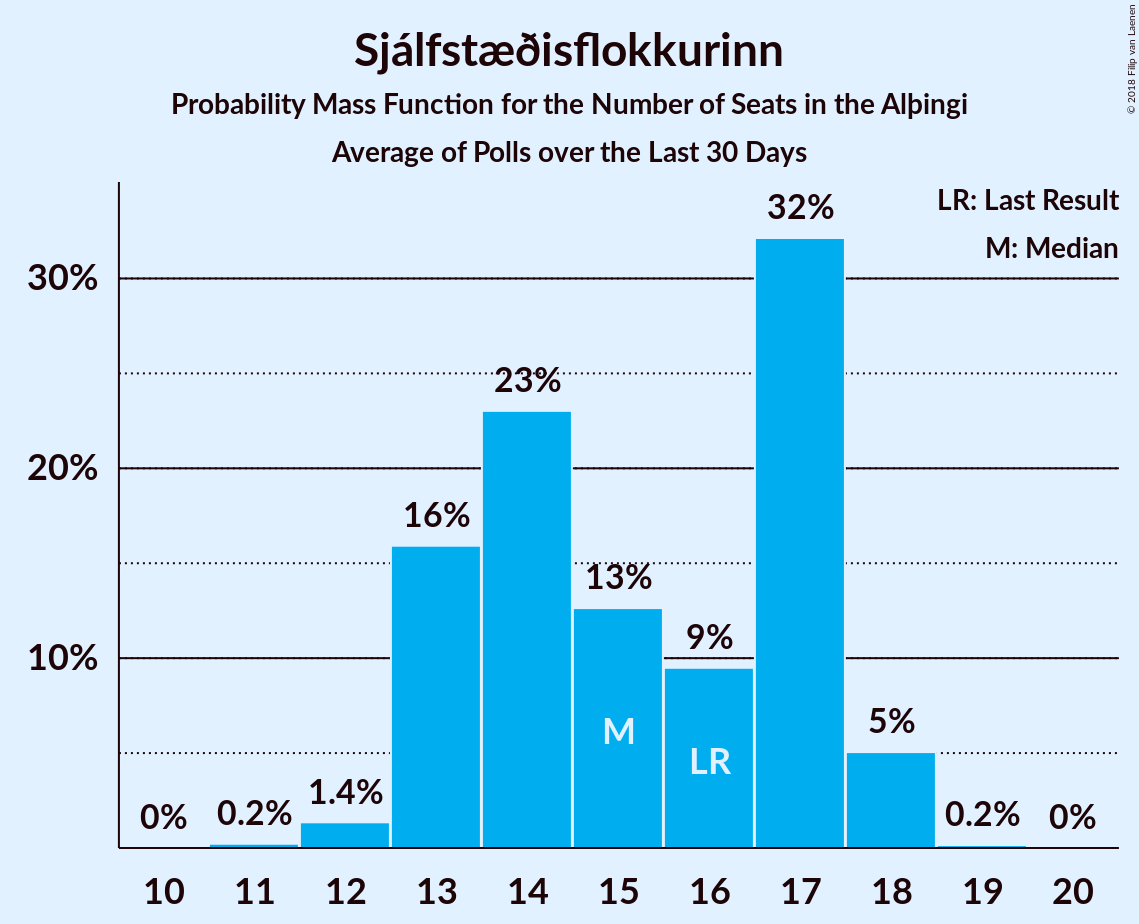 Sjálfstæðisflokkurinn
Probability Mass Function for the Number of Seats in the Alþingi
Average of Polls over the Last 30 Days
© 2018 Filip van Laenen
LR: Last Result
M: Median
30%
20%
10%
0%
0.2%
1.4%
16%
23%
13%
9%
32%
5%
0.2%
0%
M
LR
10 11 12 13 14 15 16 17 18 19 20